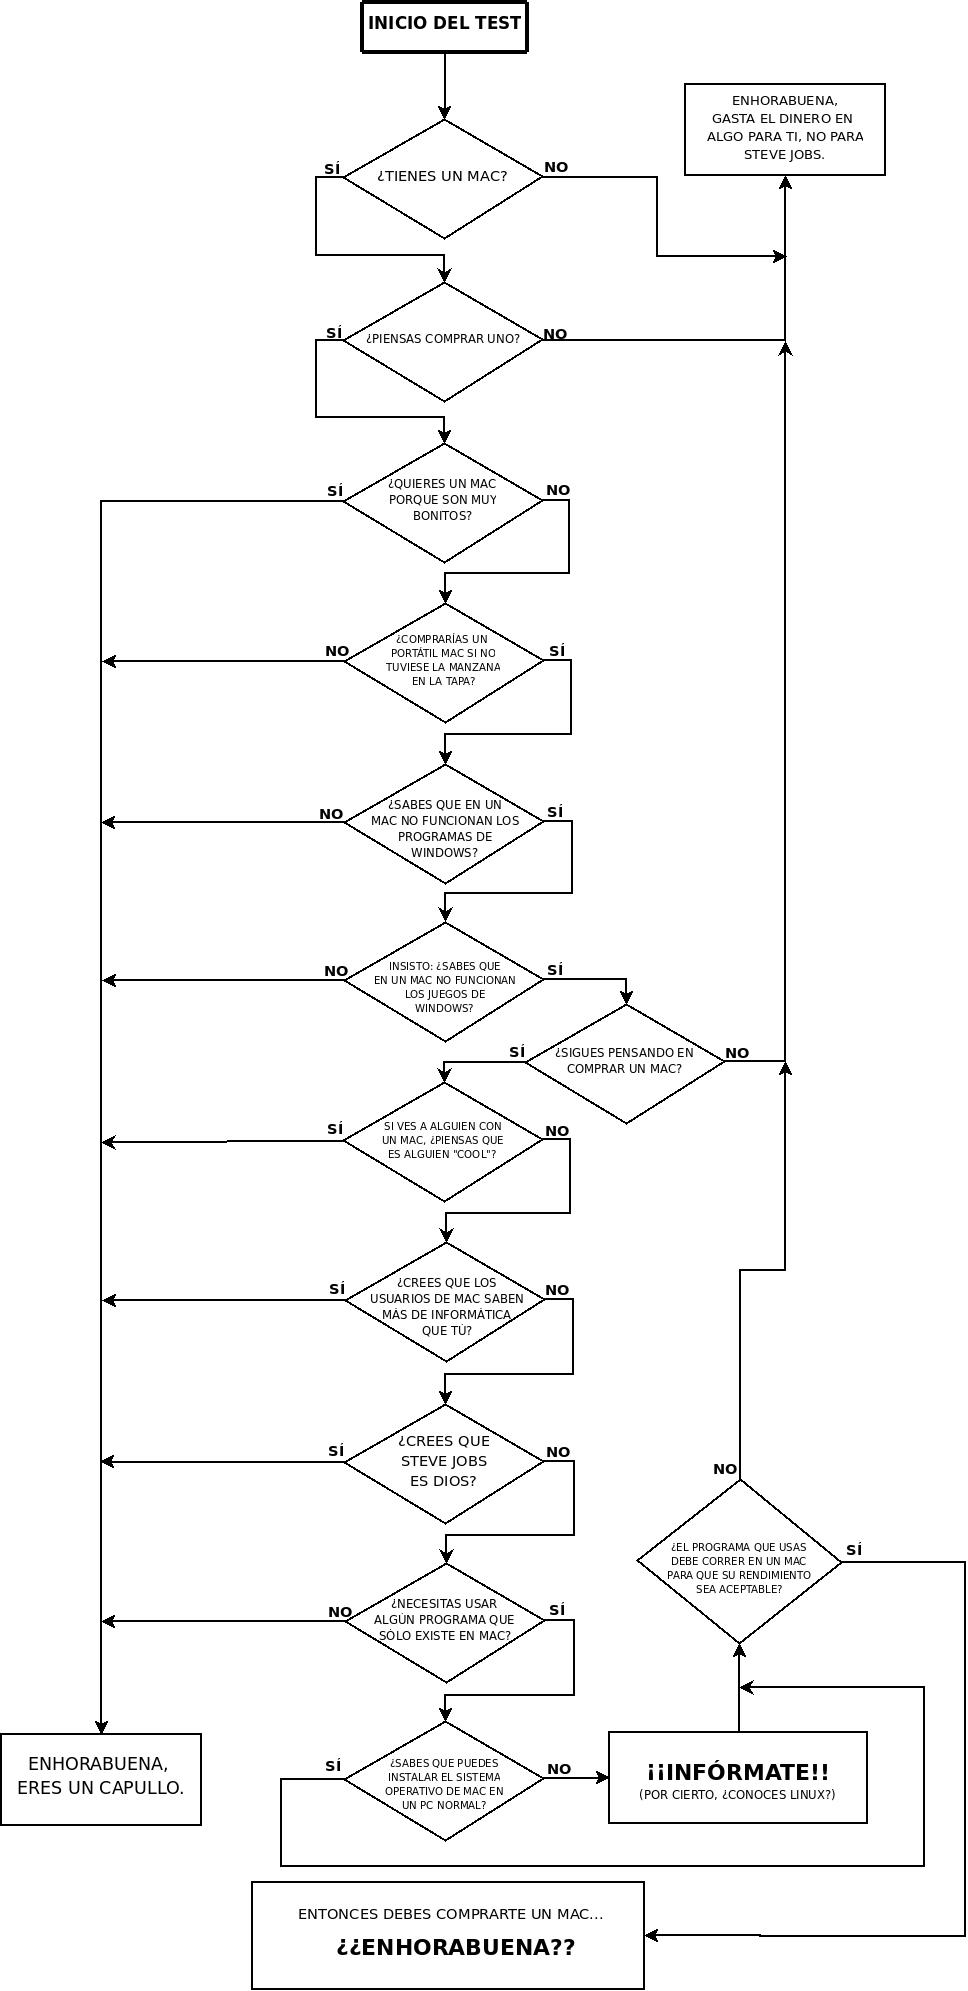 INICIO DEL TEST
ENHORABUENA,
GASTA EL DINERO EN
ALGO PARA TI, NO PARA
STEVE JOBS.
SÍ
¿TIENES UN MAC?
NO
SÍ
¿PIENSAS COMPRAR UNO?
NO
SÍ
¿QUIERES UN MAC
PORQUE SON MUY
BONITOS?
NO
NO
¿COMPRARÍAS UN
PORTÁTIL MAC SI NO
TUVIESE LA MANZANA
EN LA TAPA?
SÍ
NO
¿SABES QUE EN UN
MAC NO FUNCIONAN LOS
PROGRAMAS DE
WINDOWS?
SÍ
NO
INSISTO: ¿SABES QUE
EN UN MAC NO FUNCIONAN
LOS JUEGOS DE
WINDOWS?
SÍ
SÍ
¿SIGUES PENSANDO EN
COMPRAR UN MAC?
NO
SÍ
SI VES A ALGUIEN CON
UN MAC, ¿PIENSAS QUE
ES ALGUIEN "COOL"?
NO
SÍ
¿CREES QUE LOS
USUARIOS DE MAC SABEN
MÁS DE INFORMÁTICA
QUE TÚ?
NO
SÍ
¿CREES QUE
STEVE JOBS
ES DIOS?
NO
NO
¿EL PROGRAMA QUE USAS
DEBE CORRER EN UN MAC
PARA QUE SU RENDIMIENTO
SEA ACEPTABLE?
SÍ
NO
¿NECESITAS USAR
ALGÚN PROGRAMA QUE
SÓLO EXISTE EN MAC?
SÍ
ENHORABUENA,
ERES UN CAPULLO.
SÍ
¿SABES QUE PUEDES
INSTALAR EL SISTEMA
OPERATIVO DE MAC EN
UN PC NORMAL?
NO
¡¡INFÓRMATE!!
(POR CIERTO, ¿CONOCES LINUX?)
ENTONCES DEBES COMPRARTE UN MAC...
¿¿ENHORABUENA??